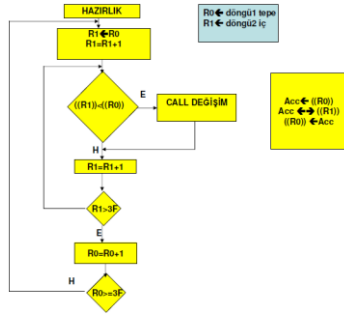 HAZIRLIK
R1←R0
R1=R1+1
((R1))<((R0))
E
CALL DEĞİŞİM
H
R1=R1+1
R1>3F
E
R0=R0+1
H
R0>=3F
R0← döngü1 tepe
R1← döngü2 iç
Acc← ((R0))
Acc ←→ ((R1))
((R0)) ←Acc